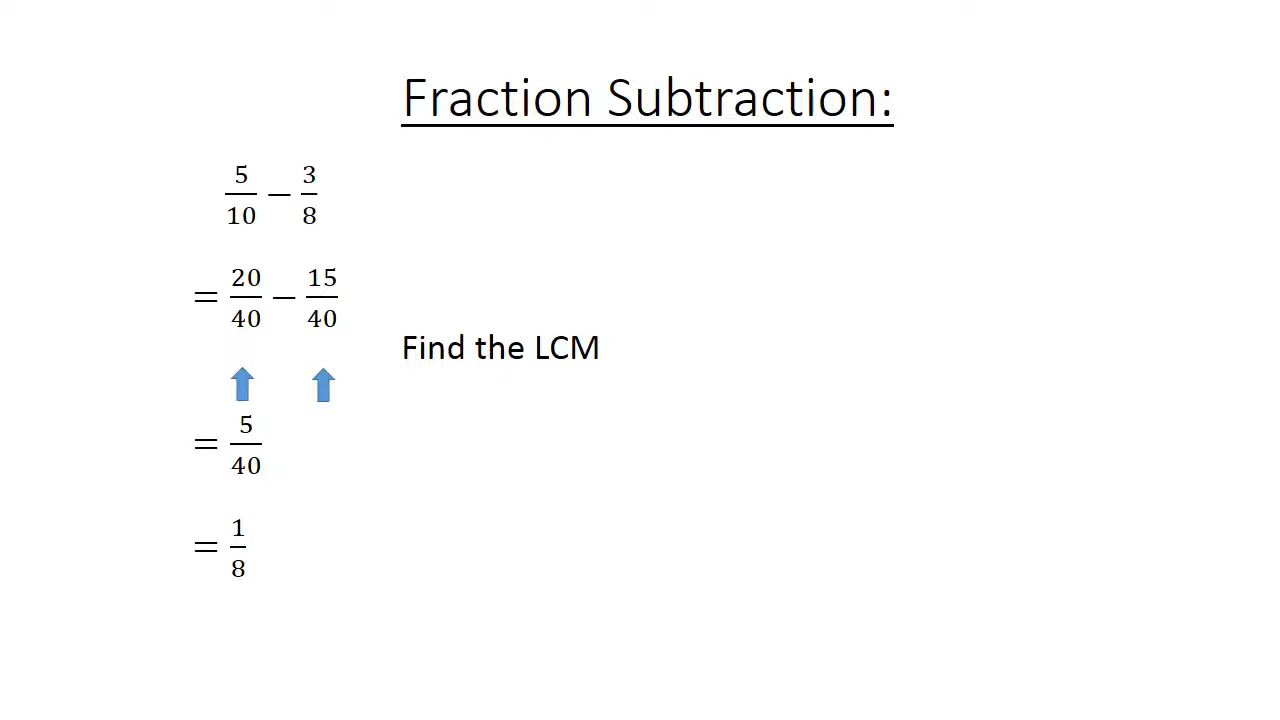 Fraction Subtraction:
5/10 − 3/8
= 20/40 − 15/40
Find the LCM
= 5/40
= 1/8